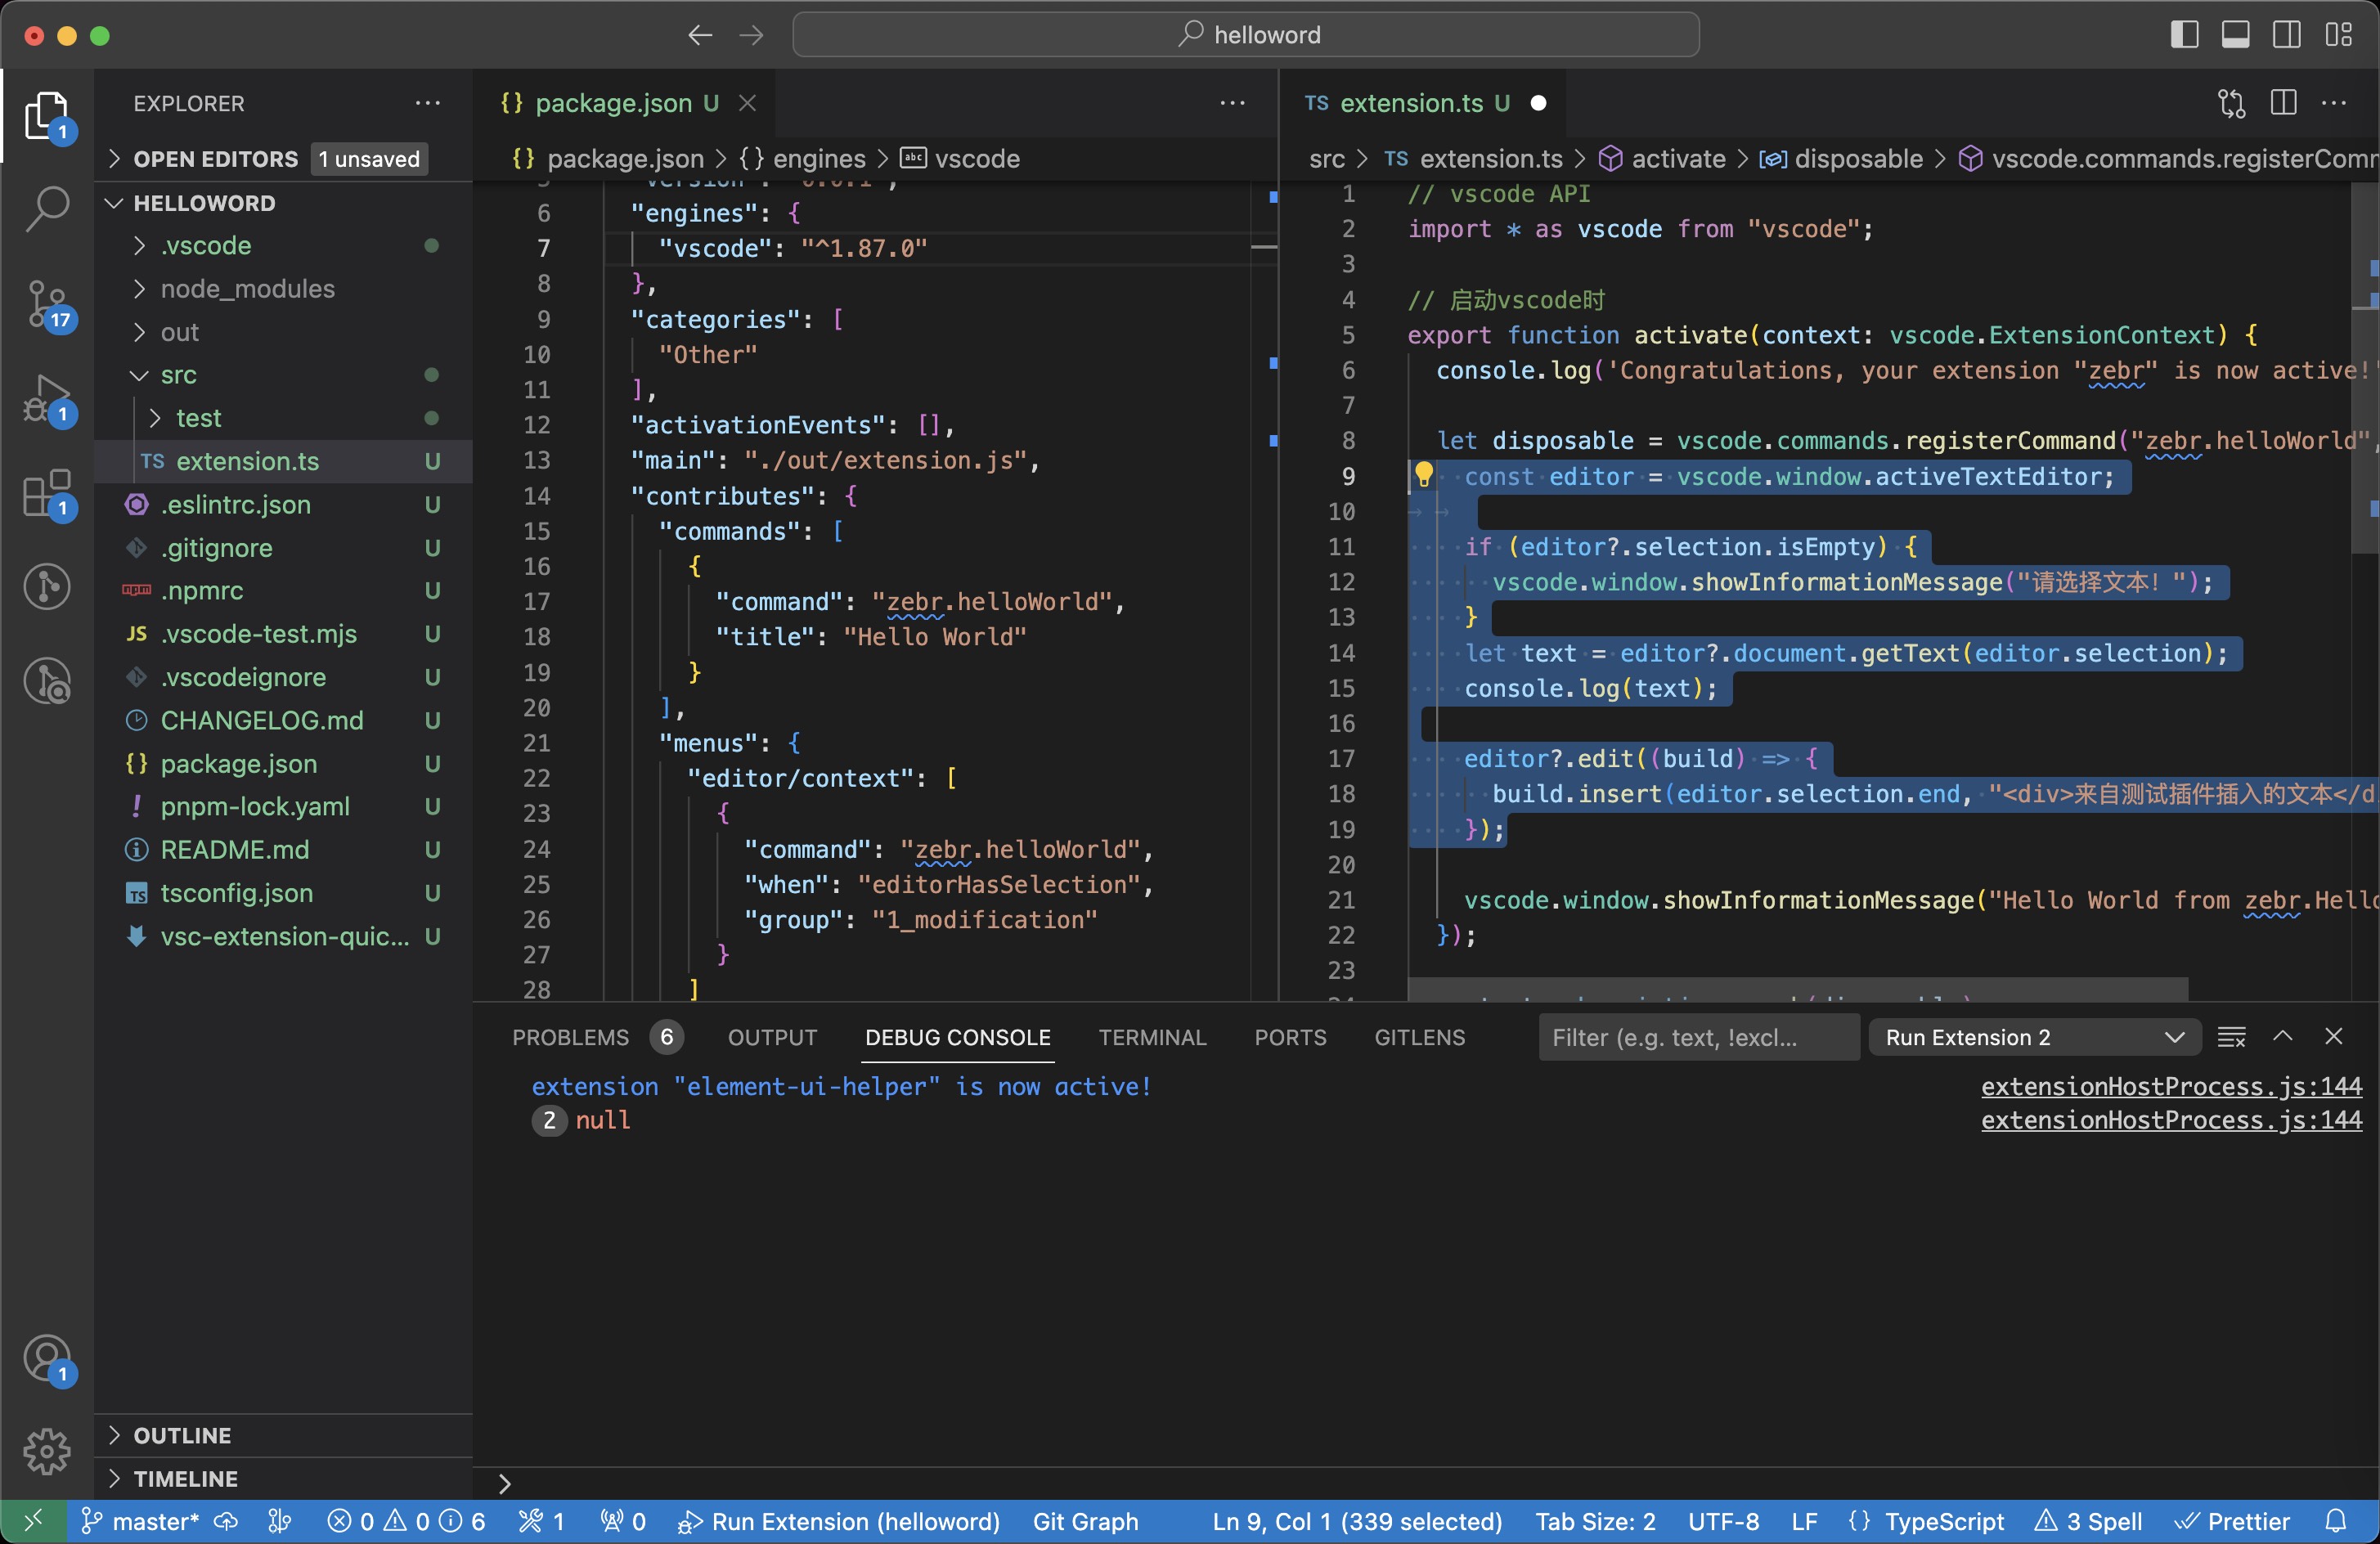 helloword
EXPLORER
OPEN EDITORS 1 unsaved
HELLOWORD
.vscode
node_modules
out
src
test
TS extension.ts U
.eslintrc.json U
.gitignore U
npm .npmrc U
JS .vscode-test.mjs U
.vscodeignore U
CHANGELOG.md U
{} package.json U
! pnpm-lock.yaml U
README.md U
TS tsconfig.json U
vsc-extension-quic... U
OUTLINE
TIMELINE
1
17
1
1
1
{} package.json U
{} package.json > {} engines > abc vscode
"version": "0.0.1",
6 "engines": {
7 "vscode": "^1.87.0"
8 },
9 "categories": [
10 "Other"
11 ],
12 "activationEvents": [],
13 "main": "./out/extension.js",
14 "contributes": {
15 "commands": [
16 {
17 "command": "zebr.helloWorld",
18 "title": "Hello World"
19 }
20 ],
21 "menus": {
22 "editor/context": [
23 {
24 "command": "zebr.helloWorld",
25 "when": "editorHasSelection",
26 "group": "1_modification"
27 }
28 ]
TS extension.ts U
src > TS extension.ts > activate > disposable > vscode.commands.registerComm
1 // vscode API
2 import * as vscode from "vscode";
3
4 // 启动vscode时
5 export function activate(context: vscode.ExtensionContext) {
6 console.log('Congratulations, your extension "zebr" is now active!'
7
8 let disposable = vscode.commands.registerCommand("zebr.helloWorld",
9 const editor = vscode.window.activeTextEditor;
10
11 if (editor?.selection.isEmpty) {
12 vscode.window.showInformationMessage("请选择文本！");
13 }
14 let text = editor?.document.getText(editor.selection);
15 console.log(text);
16
17 editor?.edit((build) => {
18 build.insert(editor.selection.end, "<div>来自测试插件插入的文本</d
19 });
20
21 vscode.window.showInformationMessage("Hello World from zebr.Hell
22 });
23
PROBLEMS 6 OUTPUT DEBUG CONSOLE TERMINAL PORTS GITLENS Filter (e.g. text, !excl... Run Extension 2
extension "element-ui-helper" is now active! extensionHostProcess.js:144
2 null extensionHostProcess.js:144
master* 0 0 6 1 0 Run Extension (helloword) Git Graph Ln 9, Col 1 (339 selected) Tab Size: 2 UTF-8 LF {} TypeScript 3 Spell Prettier